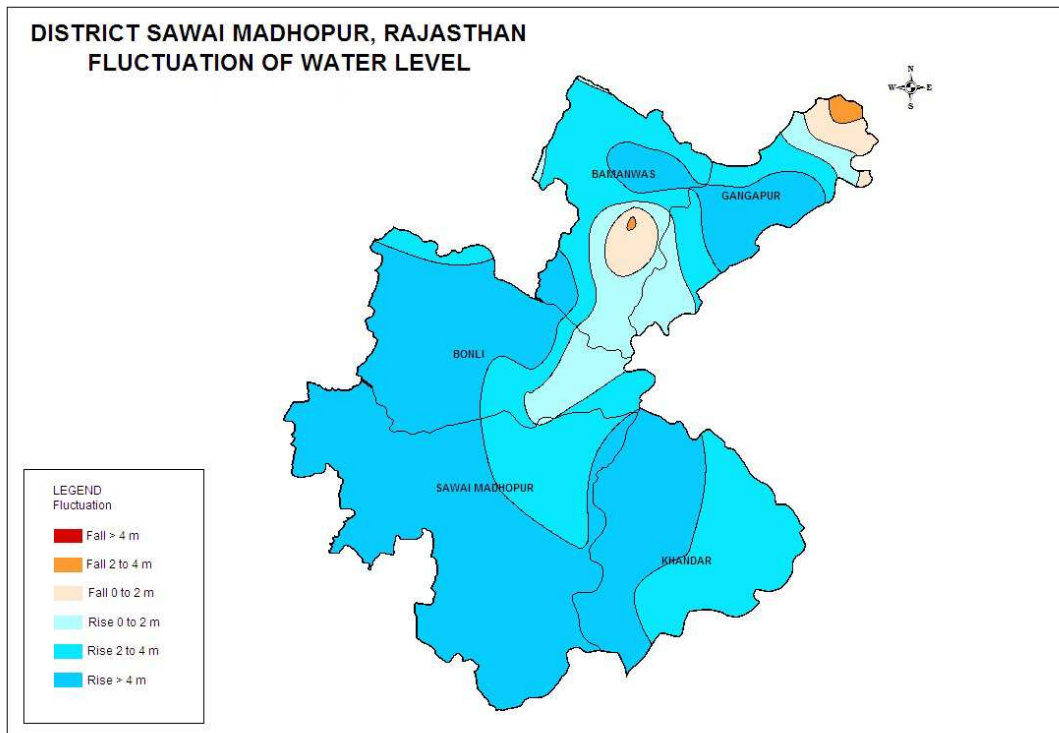 DISTRICT SAWAI MADHOPUR, RAJASTHAN
FLUCTUATION OF WATER LEVEL
N
W E
S
BAMANWAS
GANGAPUR
BONLI
SAWAI MADHOPUR
KHANDAR
LEGEND
Fluctuation
Fall > 4 m
Fall 2 to 4 m
Fall 0 to 2 m
Rise 0 to 2 m
Rise 2 to 4 m
Rise > 4 m